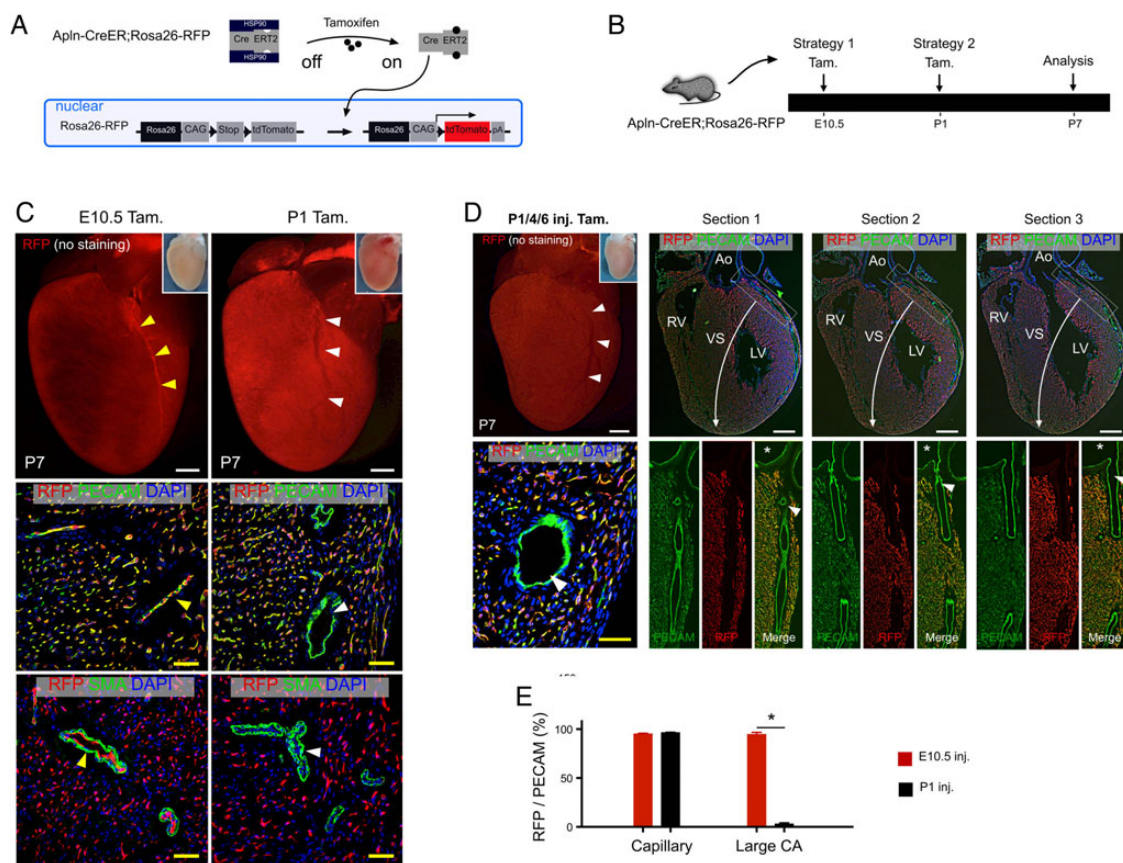 A
Apln-CreER;Rosa26-RFP
HSP90
Cre ERT2
HSP90
Tamoxifen
off on
Cre ERT2
nuclear
Rosa26-RFP
Rosa26 CAG Stop tdTomato
Rosa26 CAG tdTomato pA
B
Strategy 1 Strategy 2
Tam. Tam. Analysis
Apln-CreER;Rosa26-RFP
E10.5 P1 P7
C
E10.5 Tam. P1 Tam.
RFP (no staining)
P7 P7
RFP PECAM DAPI RFP PECAM DAPI
RFP SMA DAPI RFP SMA DAPI
D
P1/4/6 inj. Tam. Section 1 Section 2 Section 3
RFP (no staining) RFP PECAM DAPI RFP PECAM DAPI RFP PECAM DAPI
Ao Ao Ao
RV VS LV RV VS LV RV VS LV
P7
RFP PECAM DAPI * * *
PECAM RFP Merge PECAM RFP Merge PECAM RFP Merge
E
RFP / PECAM (%)
100
50
0
*
Capillary Large CA
E10.5 inj.
P1 inj.